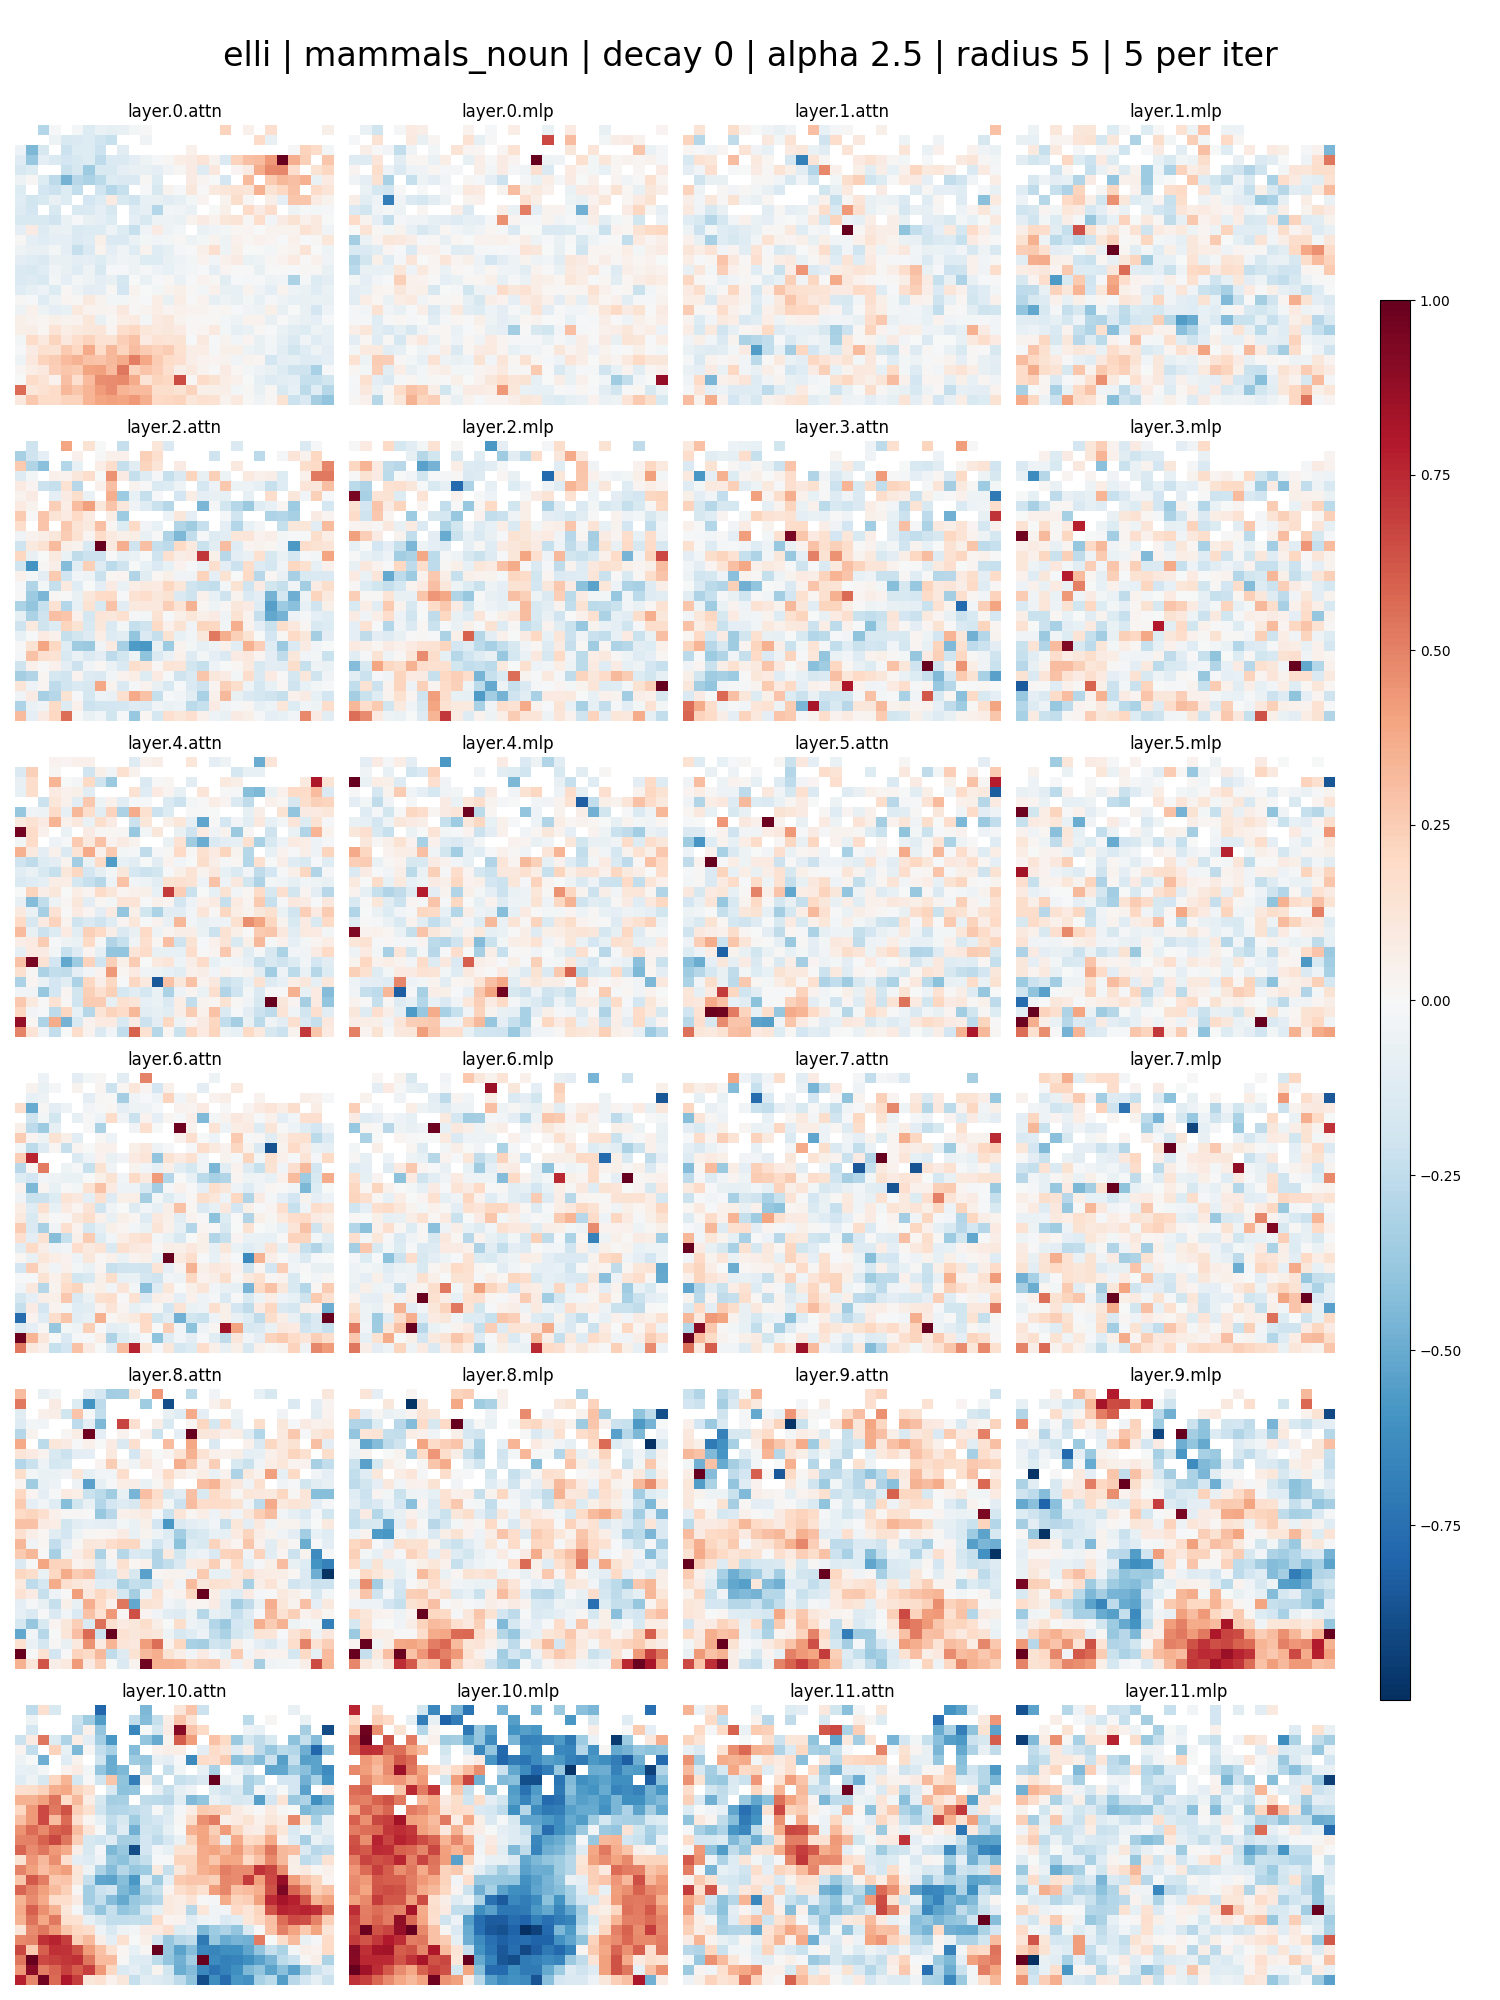 elli | mammals_noun | decay 0 | alpha 2.5 | radius 5 | 5 per iter
layer.0.attn layer.0.mlp layer.1.attn layer.1.mlp
layer.2.attn layer.2.mlp layer.3.attn layer.3.mlp
layer.4.attn layer.4.mlp layer.5.attn layer.5.mlp
layer.6.attn layer.6.mlp layer.7.attn layer.7.mlp
layer.8.attn layer.8.mlp layer.9.attn layer.9.mlp
layer.10.attn layer.10.mlp layer.11.attn layer.11.mlp
1.00
0.75
0.50
0.25
0.00
−0.25
−0.50
−0.75